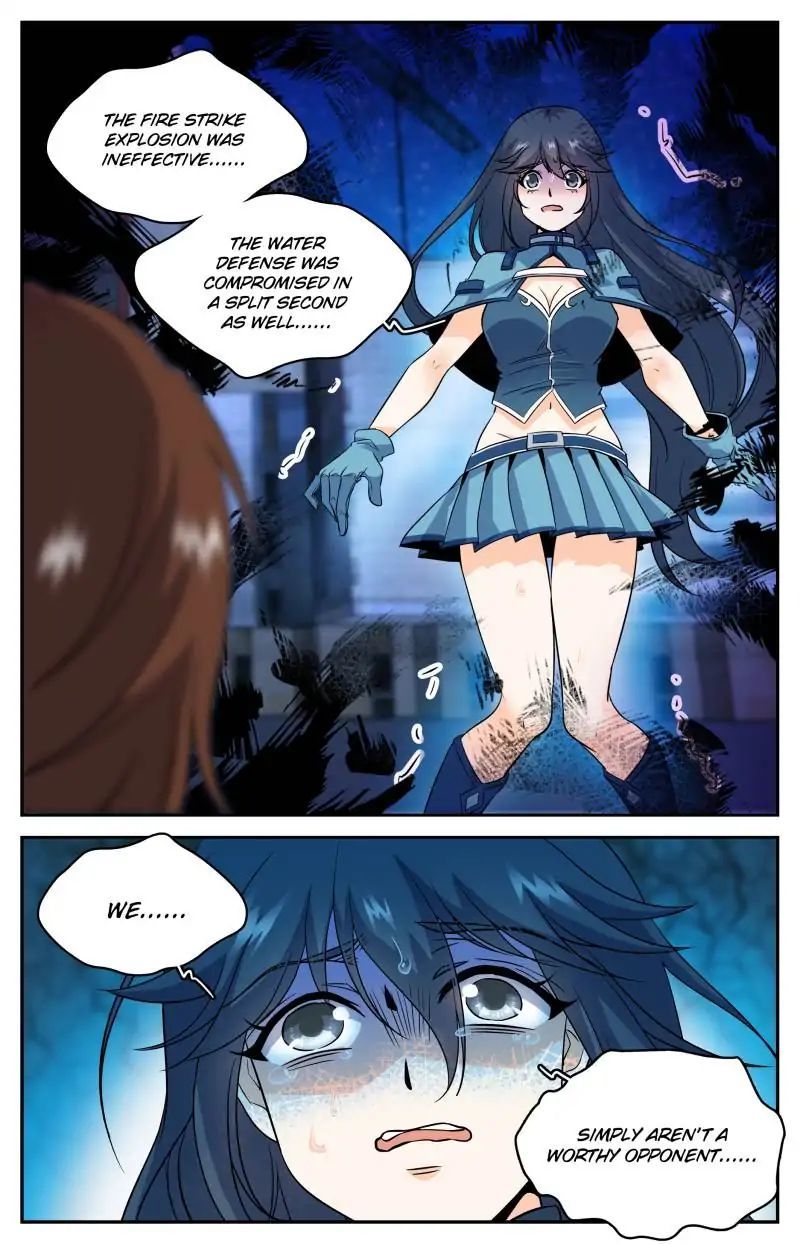 THE FIRE STRIKE
EXPLOSION WAS
INEFFECTIVE......
THE WATER
DEFENSE WAS
COMPROMISED IN
A SPLIT SECOND
AS WELL......
WE......
SIMPLY AREN'T A
WORTHY OPPONENT......